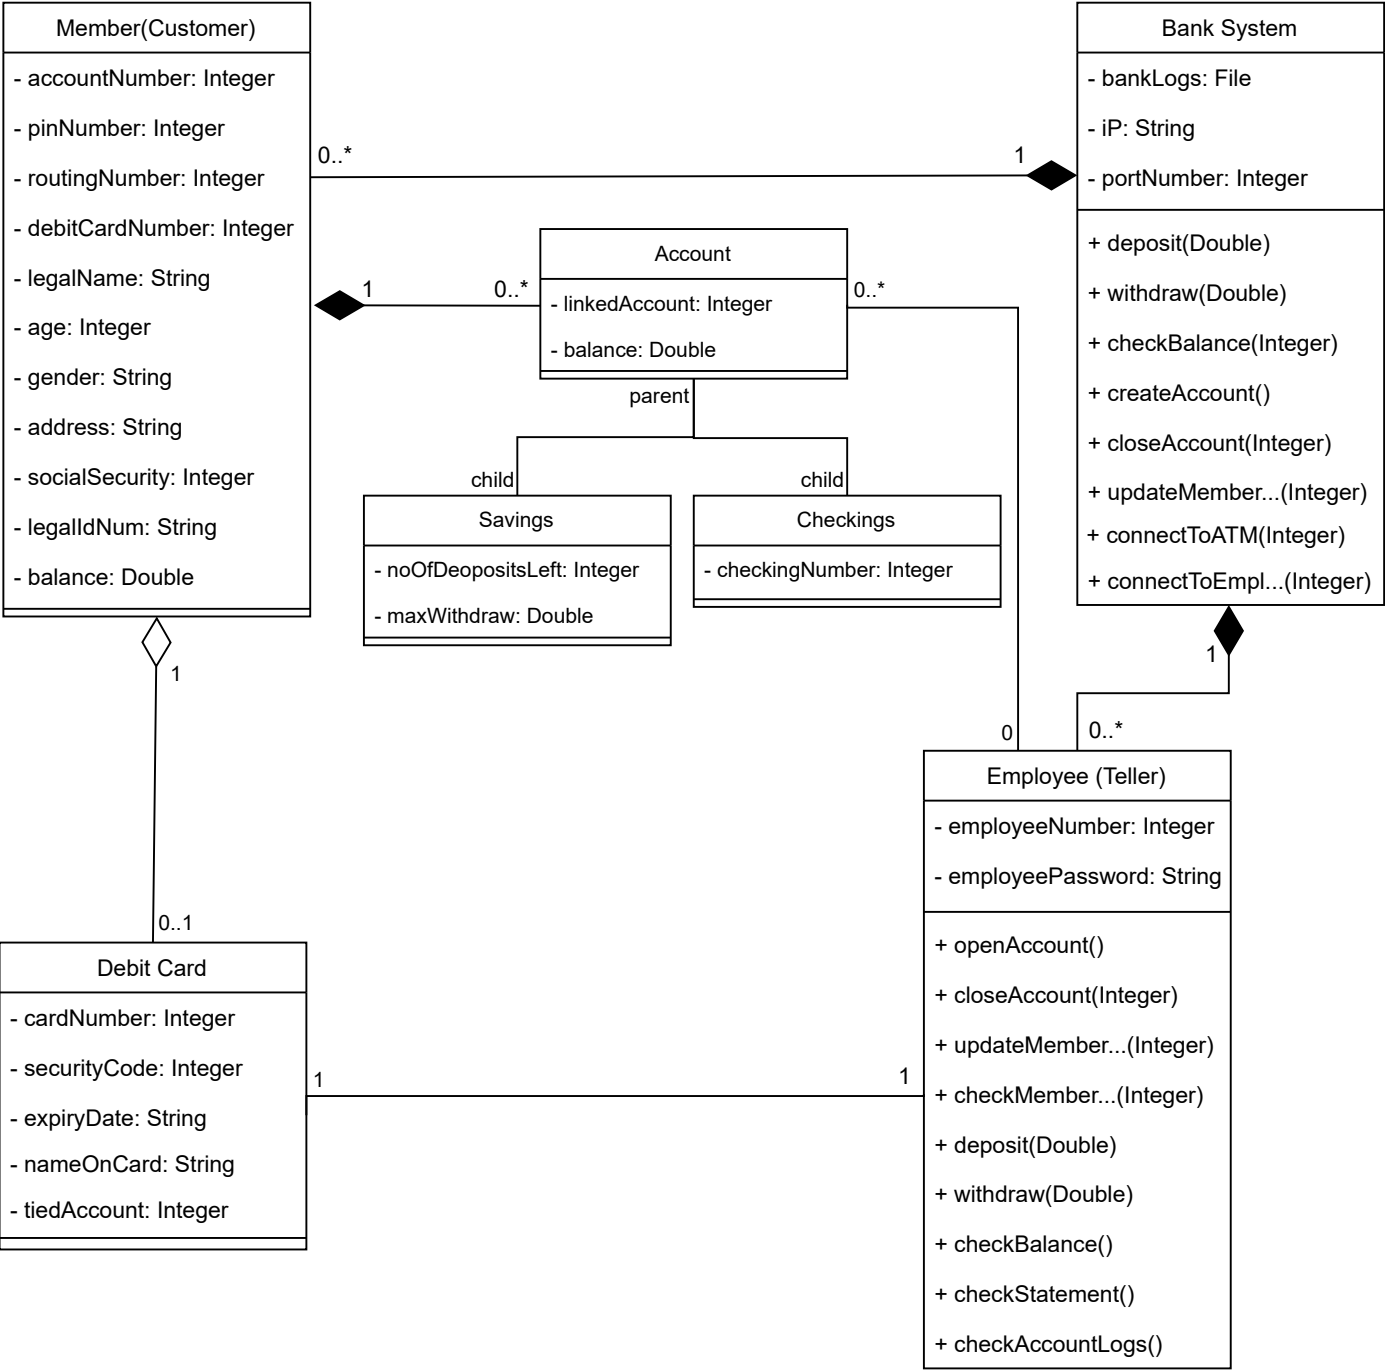 Member(Customer)
- accountNumber: Integer
- pinNumber: Integer
- routingNumber: Integer
- debitCardNumber: Integer
- legalName: String
- age: Integer
- gender: String
- address: String
- socialSecurity: Integer
- legalIdNum: String
- balance: Double
0..*
1
Bank System
- bankLogs: File
- iP: String
- portNumber: Integer
+ deposit(Double)
+ withdraw(Double)
+ checkBalance(Integer)
+ createAccount()
+ closeAccount(Integer)
+ updateMember...(Integer)
+ connectToATM(Integer)
+ connectToEmpl...(Integer)
1
0..*
Account
- linkedAccount: Integer
- balance: Double
0..*
parent
child
child
Savings
- noOfDeopositsLeft: Integer
- maxWithdraw: Double
Checkings
- checkingNumber: Integer
1
0..1
0
1
0..*
Employee (Teller)
- employeeNumber: Integer
- employeePassword: String
+ openAccount()
+ closeAccount(Integer)
+ updateMember...(Integer)
+ checkMember...(Integer)
+ deposit(Double)
+ withdraw(Double)
+ checkBalance()
+ checkStatement()
+ checkAccountLogs()
Debit Card
- cardNumber: Integer
- securityCode: Integer
- expiryDate: String
- nameOnCard: String
- tiedAccount: Integer
1
1